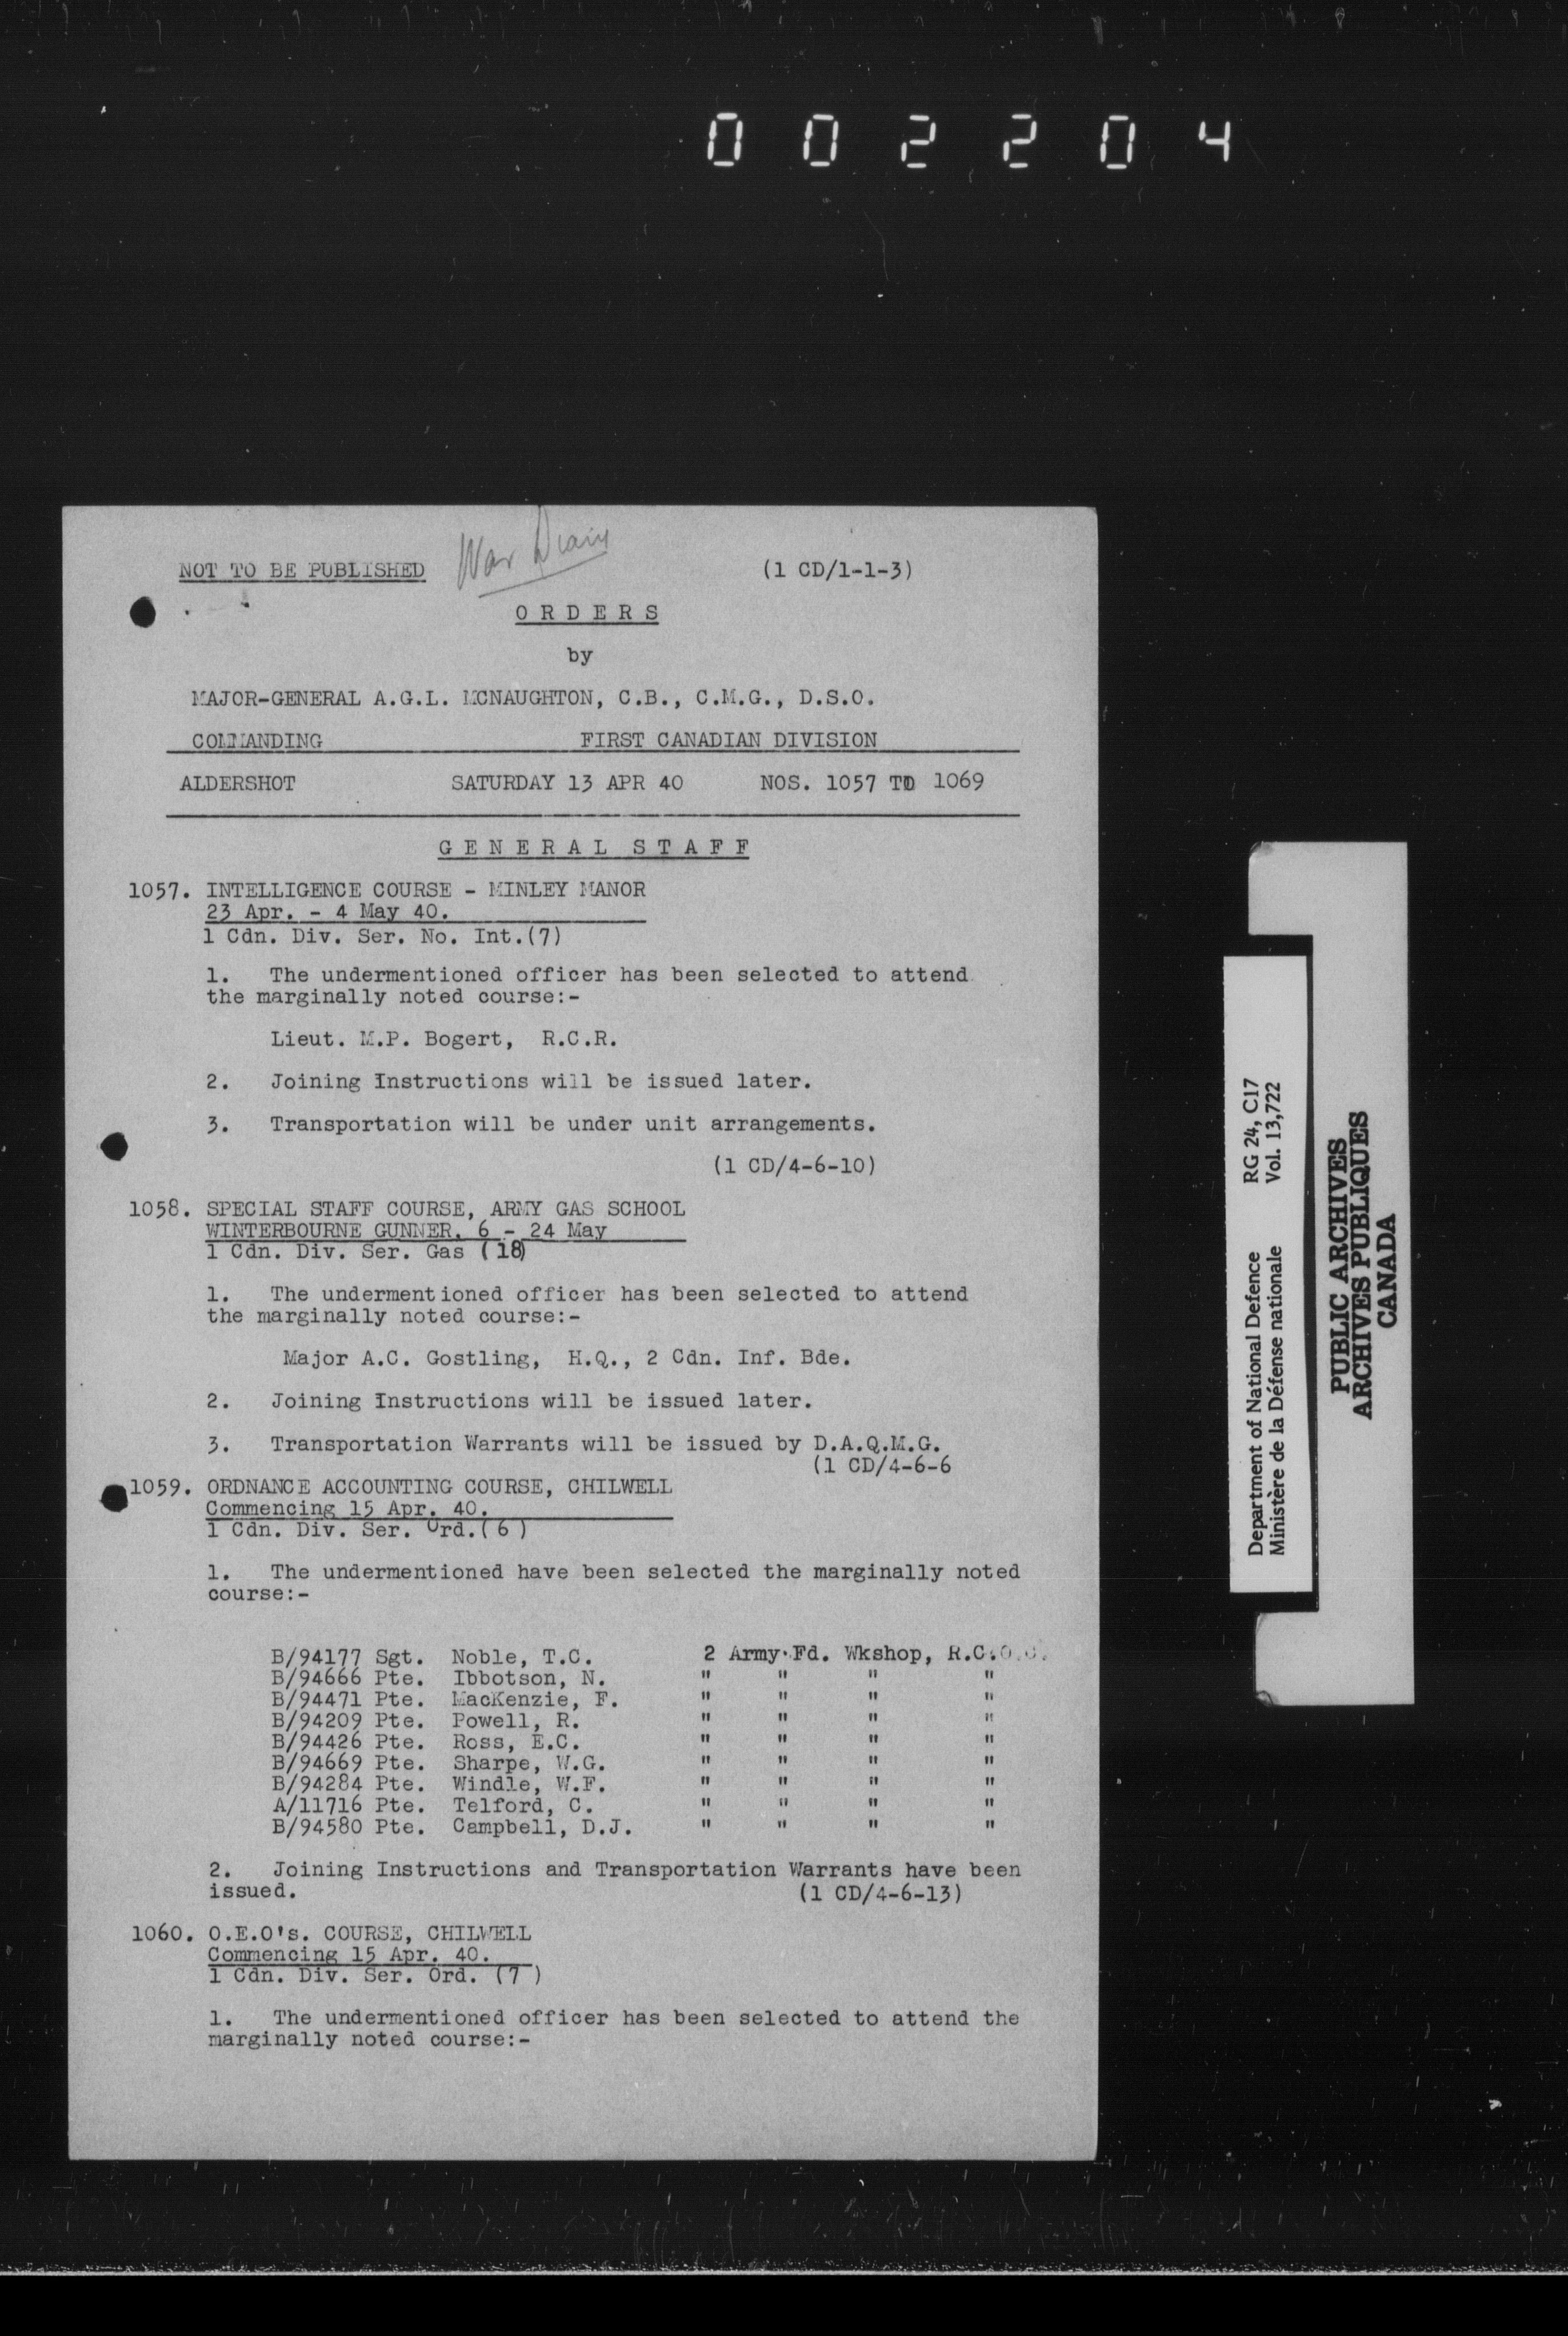 002204
NOT TO BE PUBLISHED War Diary (1 CD/1-1-3)
O R D E R S
by
MAJOR-GENERAL A.G.L. MCNAUGHTON, C.B., C.M.G., D.S.O.
COMMANDING FIRST CANADIAN DIVISION
ALDERSHOT SATURDAY 13 APR 40 NOS. 1057 TO 1069
G E N E R A L S T A F F
1057. INTELLIGENCE COURSE - MINLEY MANOR
23 Apr. - 4 May 40.
1 Cdn. Div. Ser. No. Int.(7)
1. The undermentioned officer has been selected to attend
the marginally noted course:-
Lieut. M.P. Bogert, R.C.R.
2. Joining Instructions will be issued later.
3. Transportation will be under unit arrangements.
(1 CD/4-6-10)
1058. SPECIAL STAFF COURSE, ARMY GAS SCHOOL
WINTERBOURNE GUNNER. 6 - 24 May
1 Cdn. Div. Ser. Gas (18)
1. The undermentioned officer has been selected to attend
the marginally noted course:-
Major A.C. Gostling, H.Q., 2 Cdn. Inf. Bde.
2. Joining Instructions will be issued later.
3. Transportation Warrants will be issued by D.A.Q.M.G.
(1 CD/4-6-6
1059. ORDNANCE ACCOUNTING COURSE, CHILWELL
Commencing 15 Apr. 40.
1 Cdn. Div. Ser. Ord.(6)
1. The undermentioned have been selected the marginally noted
course:-
B/94177 Sgt. Noble, T.C. 2 Army Fd. Wkshop, R.C.O.C.
B/94666 Pte. Ibbotson, N. " " " "
B/94471 Pte. MacKenzie, F. " " " "
B/94209 Pte. Powell, R. " " " "
B/94426 Pte. Ross, E.C. " " " "
B/94669 Pte. Sharpe, W.G. " " " "
B/94284 Pte. Windle, W.F. " " " "
A/11716 Pte. Telford, C. " " " "
B/94580 Pte. Campbell, D.J. " " " "
2. Joining Instructions and Transportation Warrants have been
issued. (1 CD/4-6-13)
1060. O.E.O's. COURSE, CHILWELL
Commencing 15 Apr. 40.
1 Cdn. Div. Ser. Ord. (7)
1. The undermentioned officer has been selected to attend the
marginally noted course:-
Department of National Defence RG 24, C17
Ministère de la Défense nationale Vol. 13,722
PUBLIC ARCHIVES
ARCHIVES PUBLIQUES
CANADA